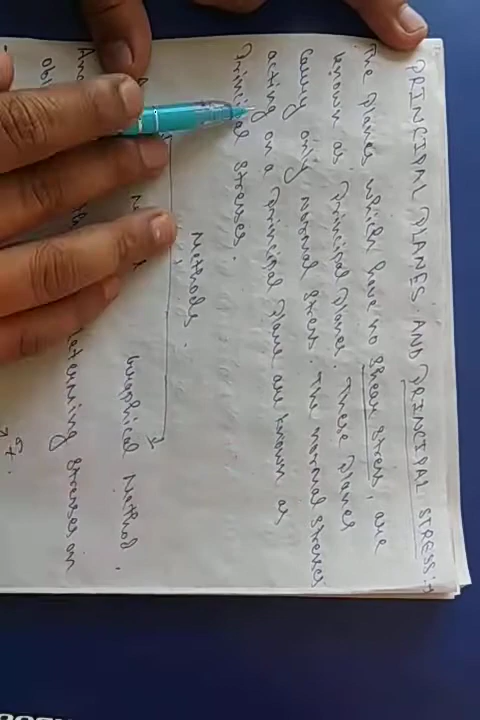 PRINCIPAL PLANES AND PRINCIPAL STRESS :→
The planes which have no shear stress, are
known as principal planes. These planes
carry only normal stress. The normal stresses
acting on a principal plane are known as
Principal stresses.
Methods.
Graphical Method.
stresses on
σt.